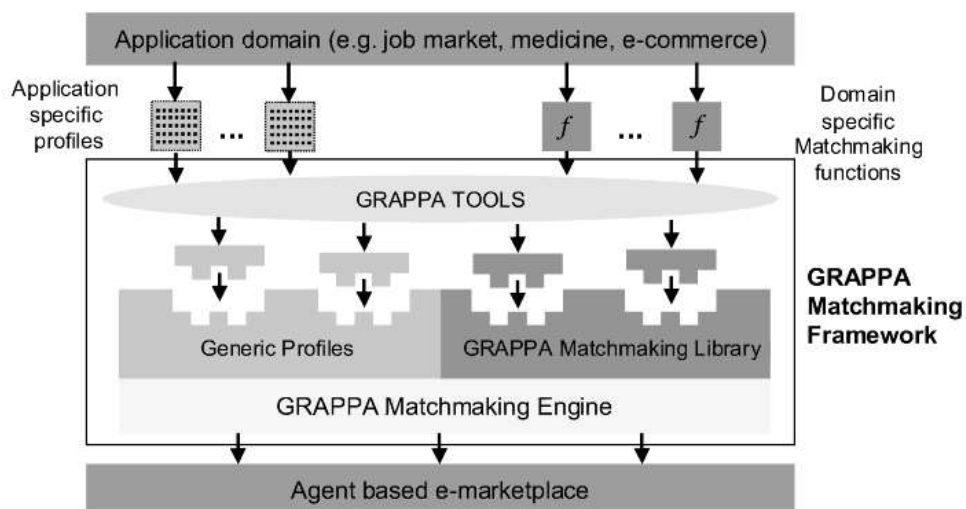 Application domain (e.g. job market, medicine, e-commerce)
Application
specific
profiles
...
f
...
f
Domain
specific
Matchmaking
functions
GRAPPA TOOLS
GRAPPA
Matchmaking
Framework
Generic Profiles
GRAPPA Matchmaking Library
GRAPPA Matchmaking Engine
Agent based e-marketplace